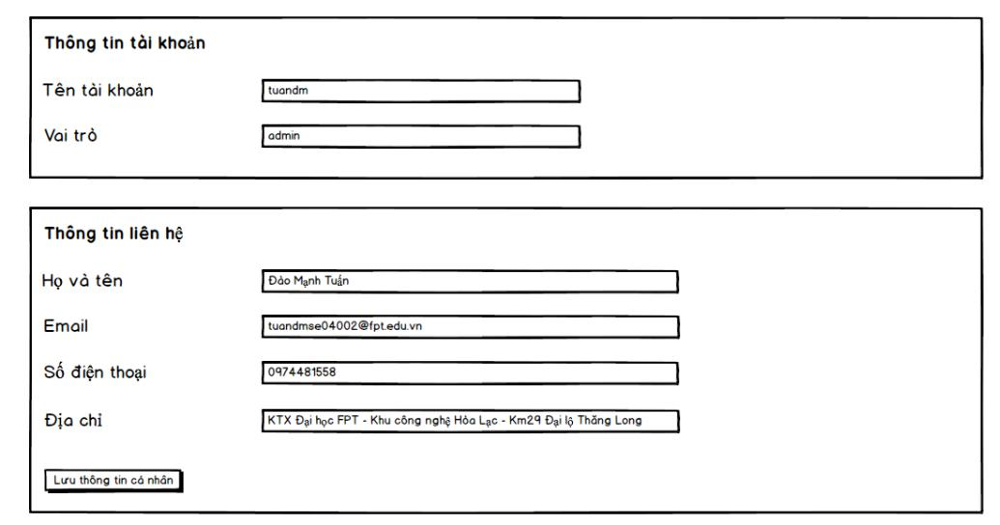 Thông tin tài khoản
Tên tài khoản tuandm
Vai trò admin
Thông tin liên hệ
Họ và tên Đào Mạnh Tuấn
Email tuandmse04002@fpt.edu.vn
Số điện thoại 0974481558
Địa chỉ KTX Đại học FPT - Khu công nghệ Hòa Lạc - Km29 Đại lộ Thăng Long
Lưu thông tin cá nhân